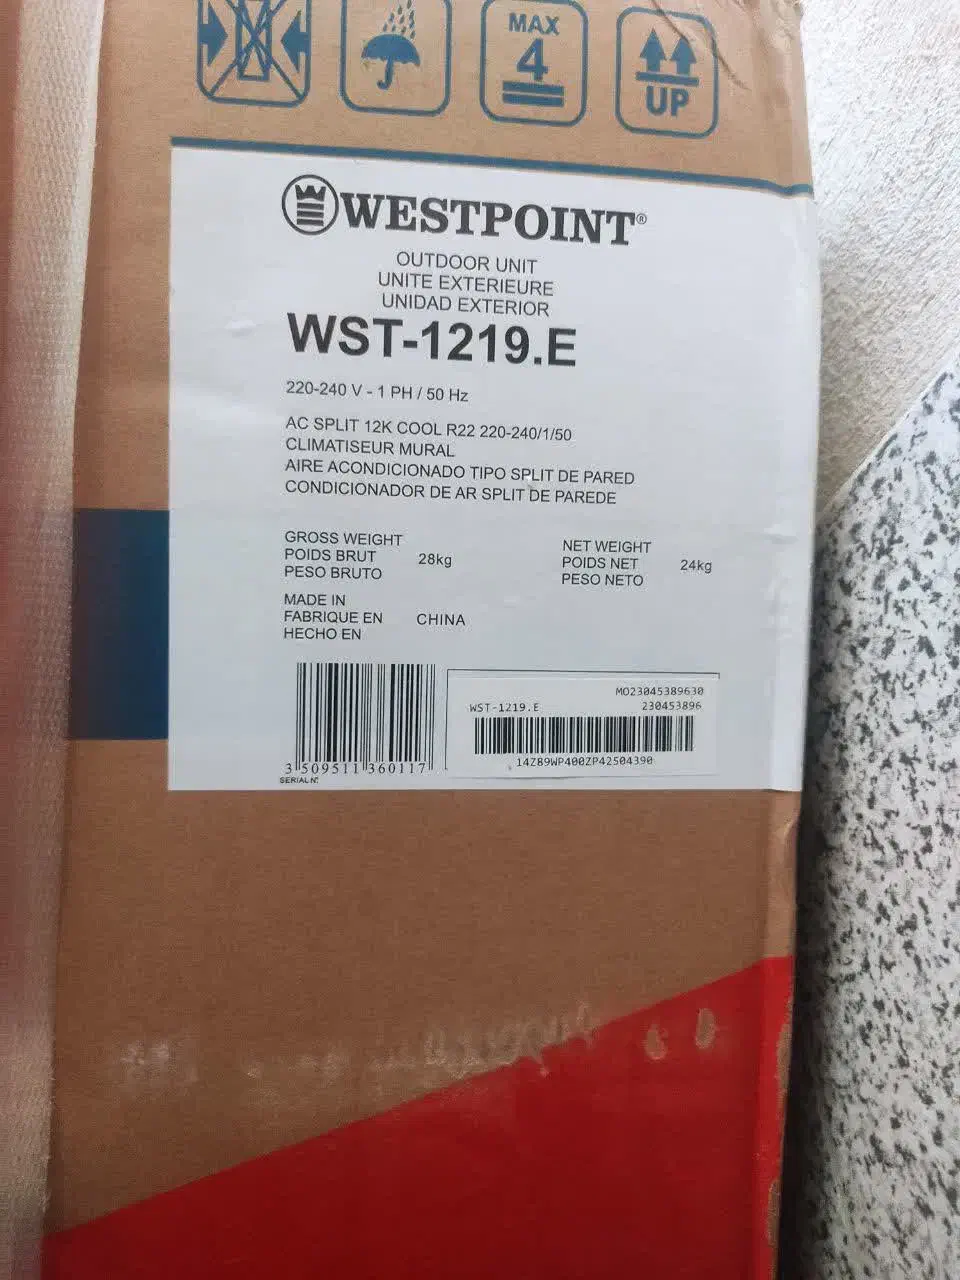 MAX
4
UP
WESTPOINT®
OUTDOOR UNIT
UNITE EXTERIEURE
UNIDAD EXTERIOR
WST-1219.E
220-240 V - 1 PH / 50 Hz
AC SPLIT 12K COOL R22 220-240/1/50
CLIMATISEUR MURAL
AIRE ACONDICIONADO TIPO SPLIT DE PARED
CONDICIONADOR DE AR SPLIT DE PAREDE
GROSS WEIGHT
POIDS BRUT 28kg
PESO BRUTO
NET WEIGHT
POIDS NET 24kg
PESO NETO
MADE IN
FABRIQUE EN CHINA
HECHO EN
MO23045389630
WST-1219.E 230453896
14Z89WP400ZP42504390
3 509511 360117
SERIAL N°